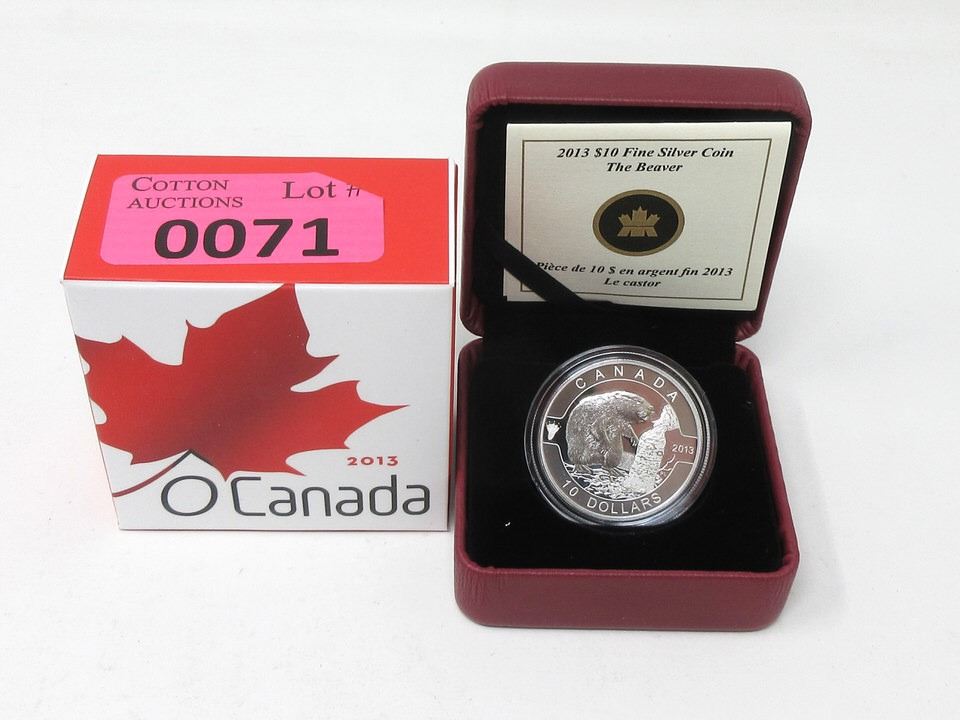 COTTON
AUCTIONS
Lot #
0071
2013
O Canada
2013 $10 Fine Silver Coin
The Beaver
Pièce de 10 $ en argent fin 2013
Le castor
CANADA
2013
10 DOLLARS